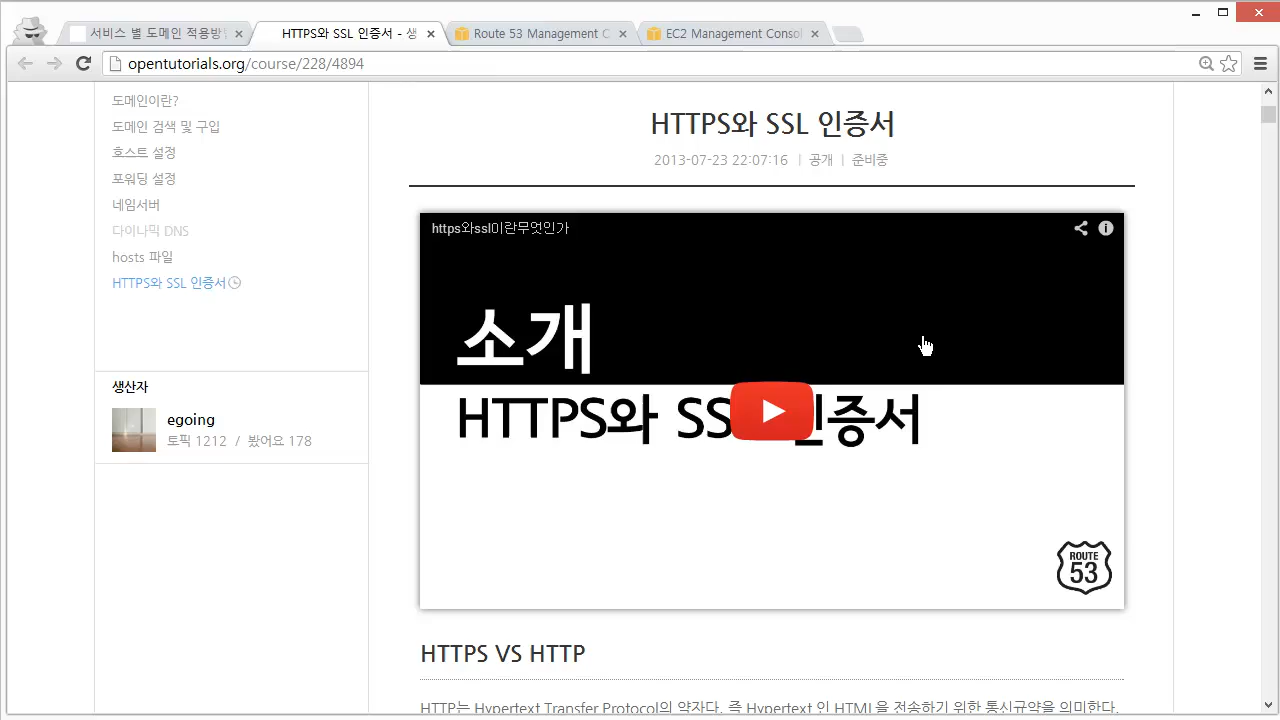 서비스 별 도메인 적용방법
HTTPS와 SSL 인증서 - 생
Route 53 Management C
EC2 Management Consol
opentutorials.org/course/228/4894
도메인이란?
도메인 검색 및 구입
호스트 설정
포워딩 설정
네임서버
다이나믹 DNS
hosts 파일
HTTPS와 SSL 인증서
생산자
egoing
토픽 1212 / 봤어요 178
HTTPS와 SSL 인증서
2013-07-23 22:07:16 | 공개 | 준비중
https와ssl이란무엇인가
소개
HTTPS와 SS 인증서
ROUTE
53
HTTPS VS HTTP
HTTP는 Hypertext Transfer Protocol의 약자다. 즉 Hypertext 인 HTML을 전송하기 위한 통신규약을 의미한다.